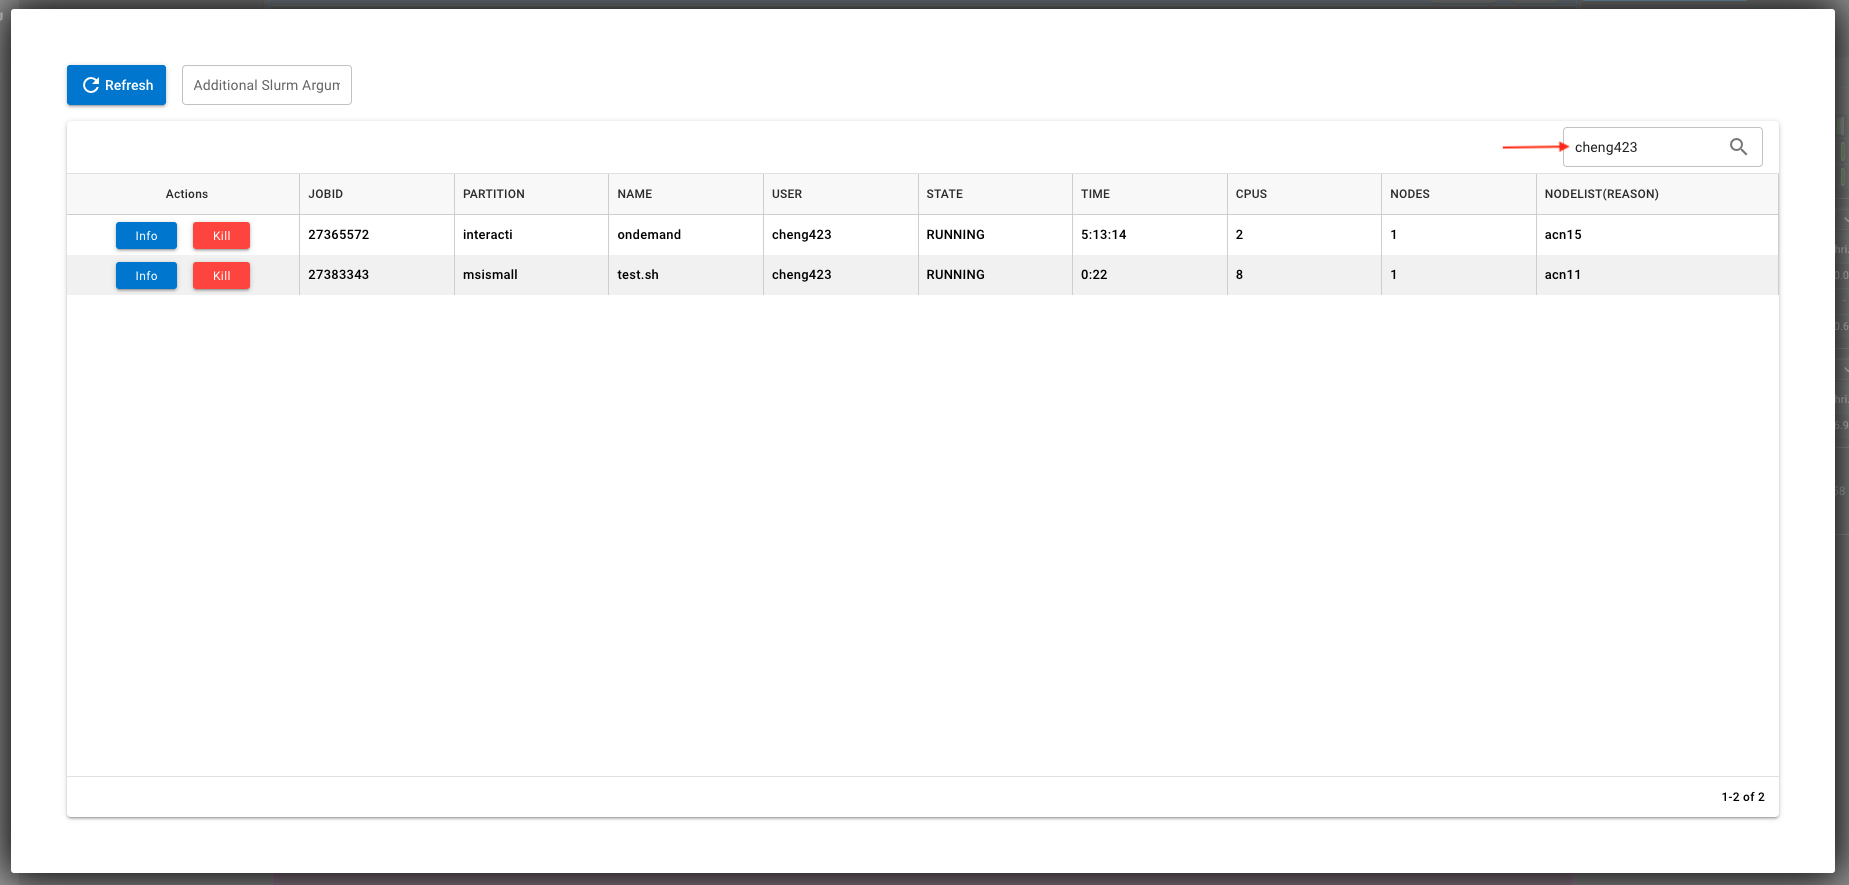 Refresh Additional Slurm Argum
cheng423
Actions JOBID PARTITION NAME USER STATE TIME CPUS NODES NODELIST(REASON)
Info Kill 27365572 interacti ondemand cheng423 RUNNING 5:13:14 2 1 acn15
Info Kill 27383343 msismall test.sh cheng423 RUNNING 0:22 8 1 acn11
1-2 of 2